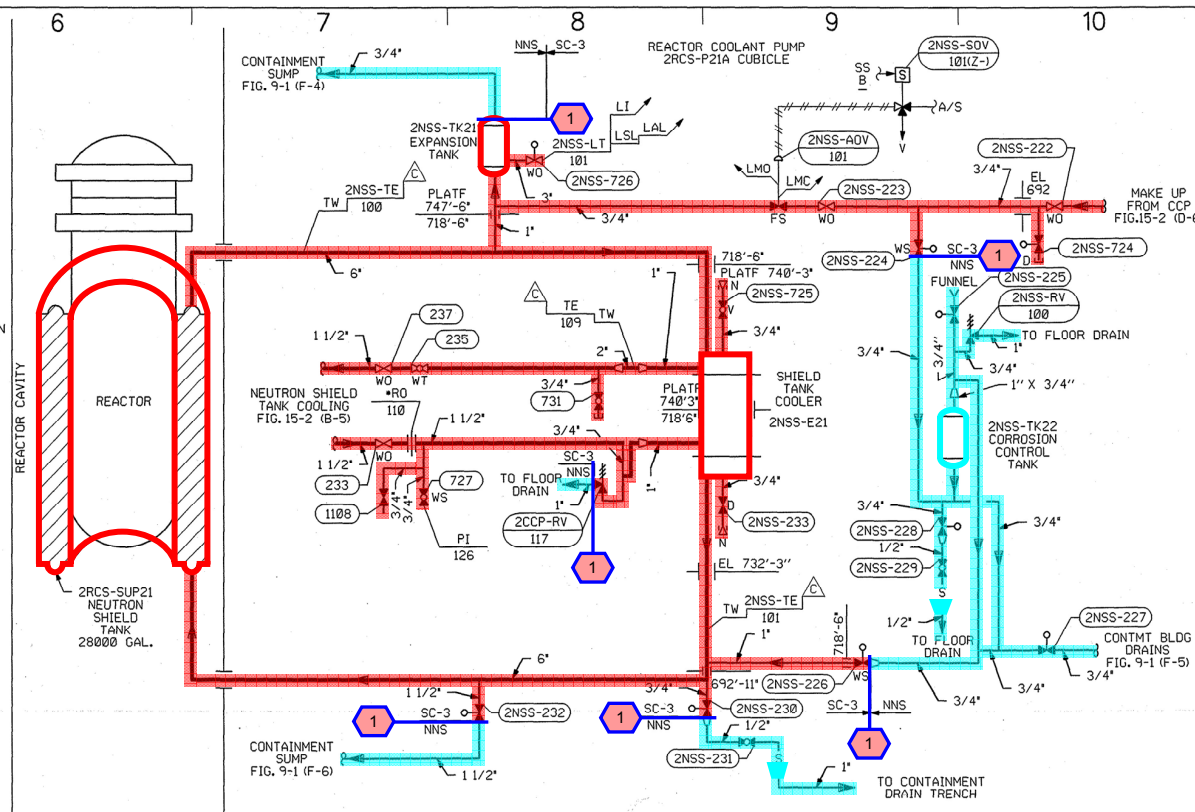 6
7
8
9
10
CONTAINMENT
SUMP
FIG. 9-1 (F-4)
3/4"
NNS
SC-3
REACTOR COOLANT PUMP
2RCS-P21A CUBICLE
SS
B
S
2NSS-SOV
101(Z-)
A/S
V
1
2NSS-TK21
EXPANSION
TANK
LI
LSL
LAL
2NSS-LT
101
WO
2NSS-726
3"
2NSS-AOV
101
LMO
LMC
FS
2NSS-223
WO
2NSS-222
3/4"
EL
692
WO
MAKE UP
FROM CCP
FIG.15-2 (D-6
C
2NSS-TE
100
TW
PLATF
747'-6"
718'-6"
3/4"
1"
6"
WS
2NSS-224
SC-3
NNS
1
D
2NSS-724
2NSS-225
FUNNEL
2NSS-RV
100
TO FLOOR DRAIN
1"
3/4"
3/4"
1" X 3/4"
718'-6"
PLATF 740'-3"
N
2NSS-725
V
3/4"
1"
C
TE
109
TW
237
235
1 1/2"
WO
WT
2"
3/4"
NEUTRON SHIELD
TANK COOLING
FIG.15-2 (B-5)
3/4"
731
PLATF
740'3"
718'6"
SHIELD
TANK
COOLER
2NSS-E21
*RO
110
1 1/2"
3/4"
WO
1 1/2"
233
SC-3
NNS
1"
TO FLOOR
DRAIN
1"
727
WS
3/4"
3/4"
1108
PI
126
2CCP-RV
117
1
3/4"
D
2NSS-233
N
2NSS-TK22
CORROSION
CONTROL
TANK
3/4"
3/4"
2NSS-228
1/2"
2NSS-229
S
1/2"
TO FLOOR
DRAIN
REACTOR CAVITY
REACTOR
2RCS-SUP21
NEUTRON
SHIELD
TANK
28000 GAL.
EL 732'-3"
C
2NSS-TE
101
TW
1"
718'-6"
2NSS-226
WS
3/4"
SC-3
NNS
1
2NSS-227
3/4"
3/4"
CONTMT BLDG
DRAINS
FIG. 9-1 (F-5)
6"
692'-11"
1 1/2"
2NSS-232
1
SC-3
NNS
3/4"
2NSS-230
1
SC-3
NNS
1/2"
2NSS-231
S
1"
CONTAINMENT
SUMP
FIG. 9-1 (F-6)
1 1/2"
TO CONTAINMENT
DRAIN TRENCH